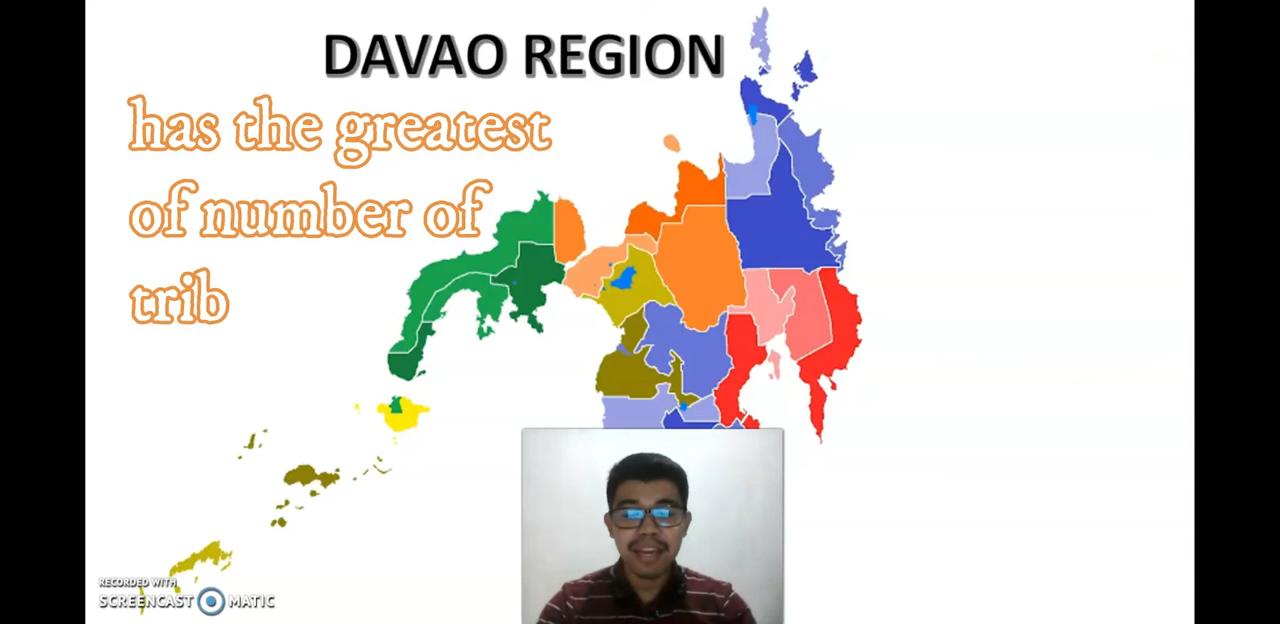 DAVAO REGION
has the greatest
of number of
trib
RECORDED WITH
SCREENCAST MATIC